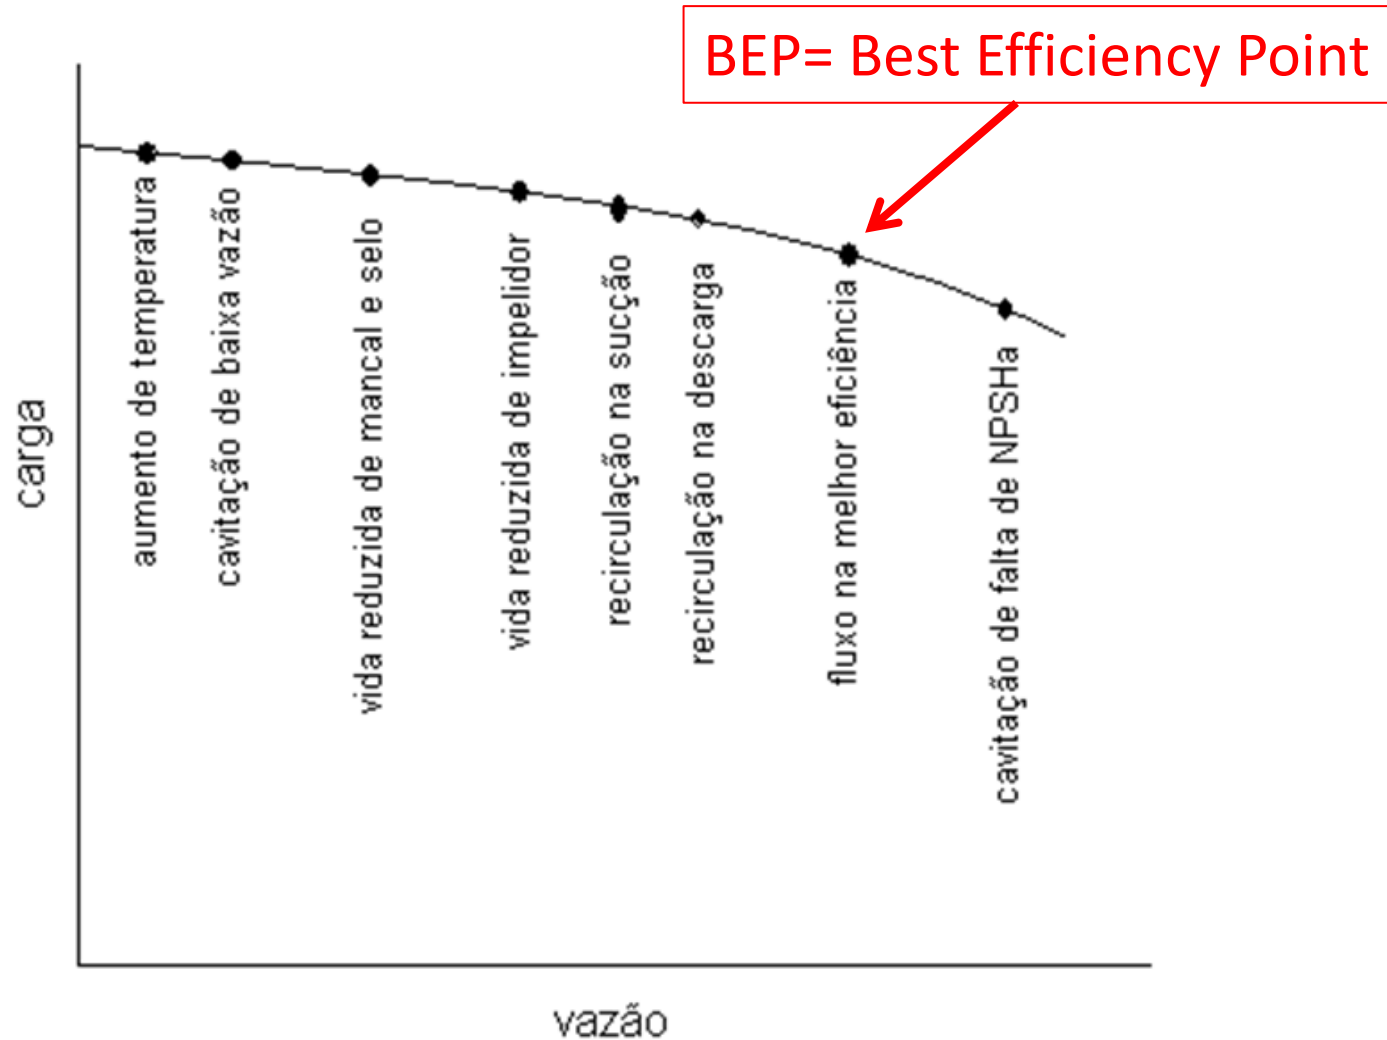 BEP= Best Efficiency Point
carga
aumento de temperatura
cavitação de baixa vazão
vida reduzida de mancal e selo
vida reduzida de impelidor
recirculação na sucção
recirculação na descarga
fluxo na melhor eficiência
cavitação de falta de NPSHa
vazão